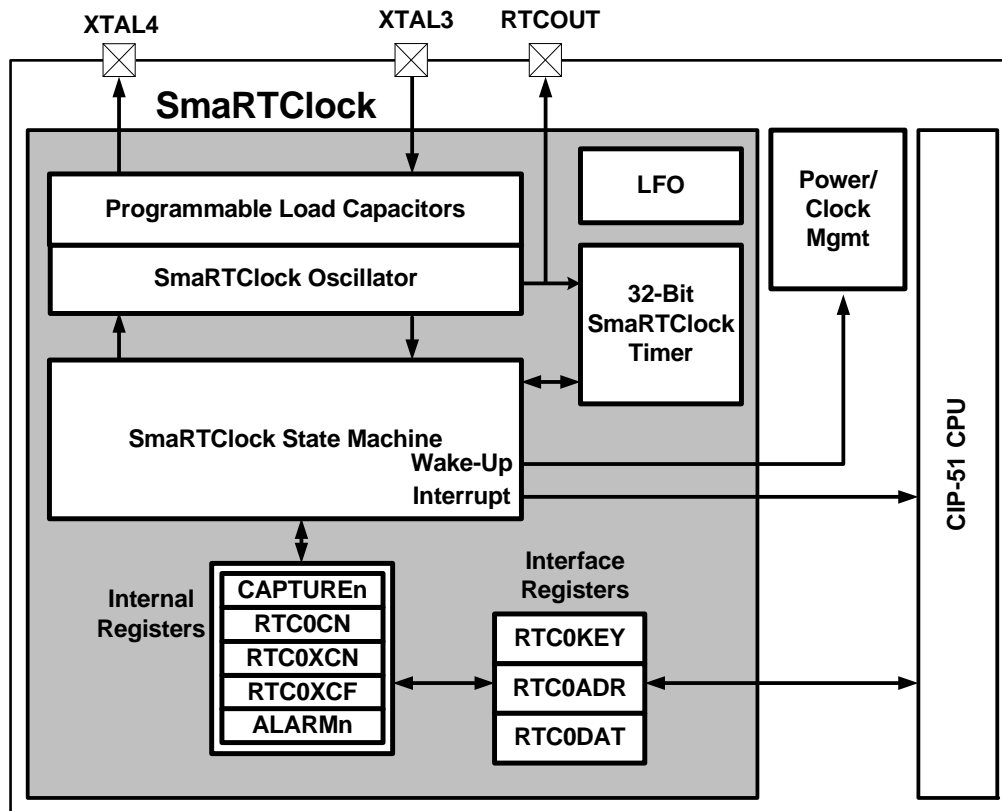 XTAL4
XTAL3
RTCOUT
SmaRTClock
Programmable Load Capacitors
SmaRTClock Oscillator
LFO
32-Bit
SmaRTClock
Timer
Power/
Clock
Mgmt
SmaRTClock State Machine
Wake-Up
Interrupt
CIP-51 CPU
Internal
Registers
CAPTUREn
RTC0CN
RTC0XCN
RTC0XCF
ALARMn
Interface
Registers
RTC0KEY
RTC0ADR
RTC0DAT